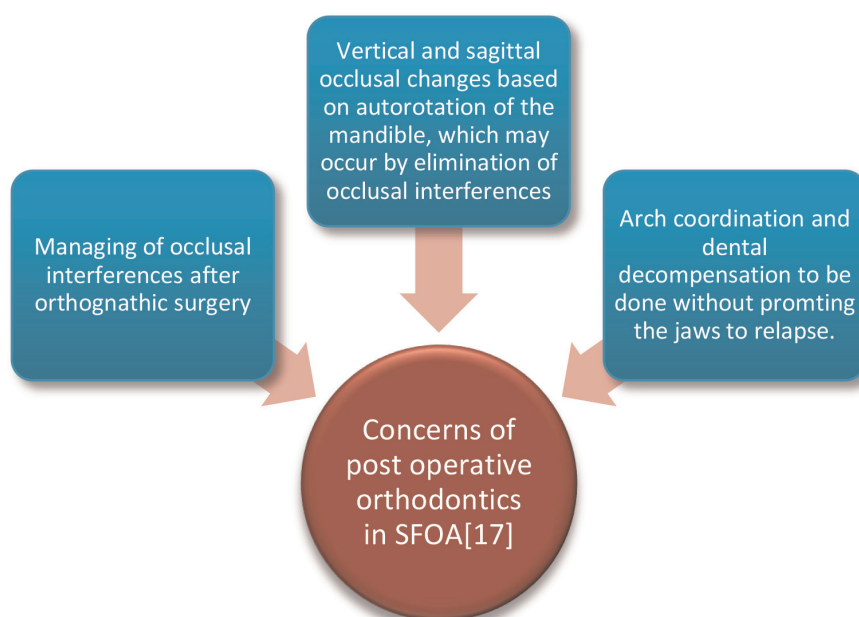 Managing of occlusal
interferences after
orthognathic surgery
Vertical and sagittal
occlusal changes based
on autorotation of the
mandible, which may
occur by elimination of
occlusal interferences
Arch coordination and
dental
decompensation to be
done without promting
the jaws to relapse.
Concerns of
post operative
orthodontics
in SFOA[17]